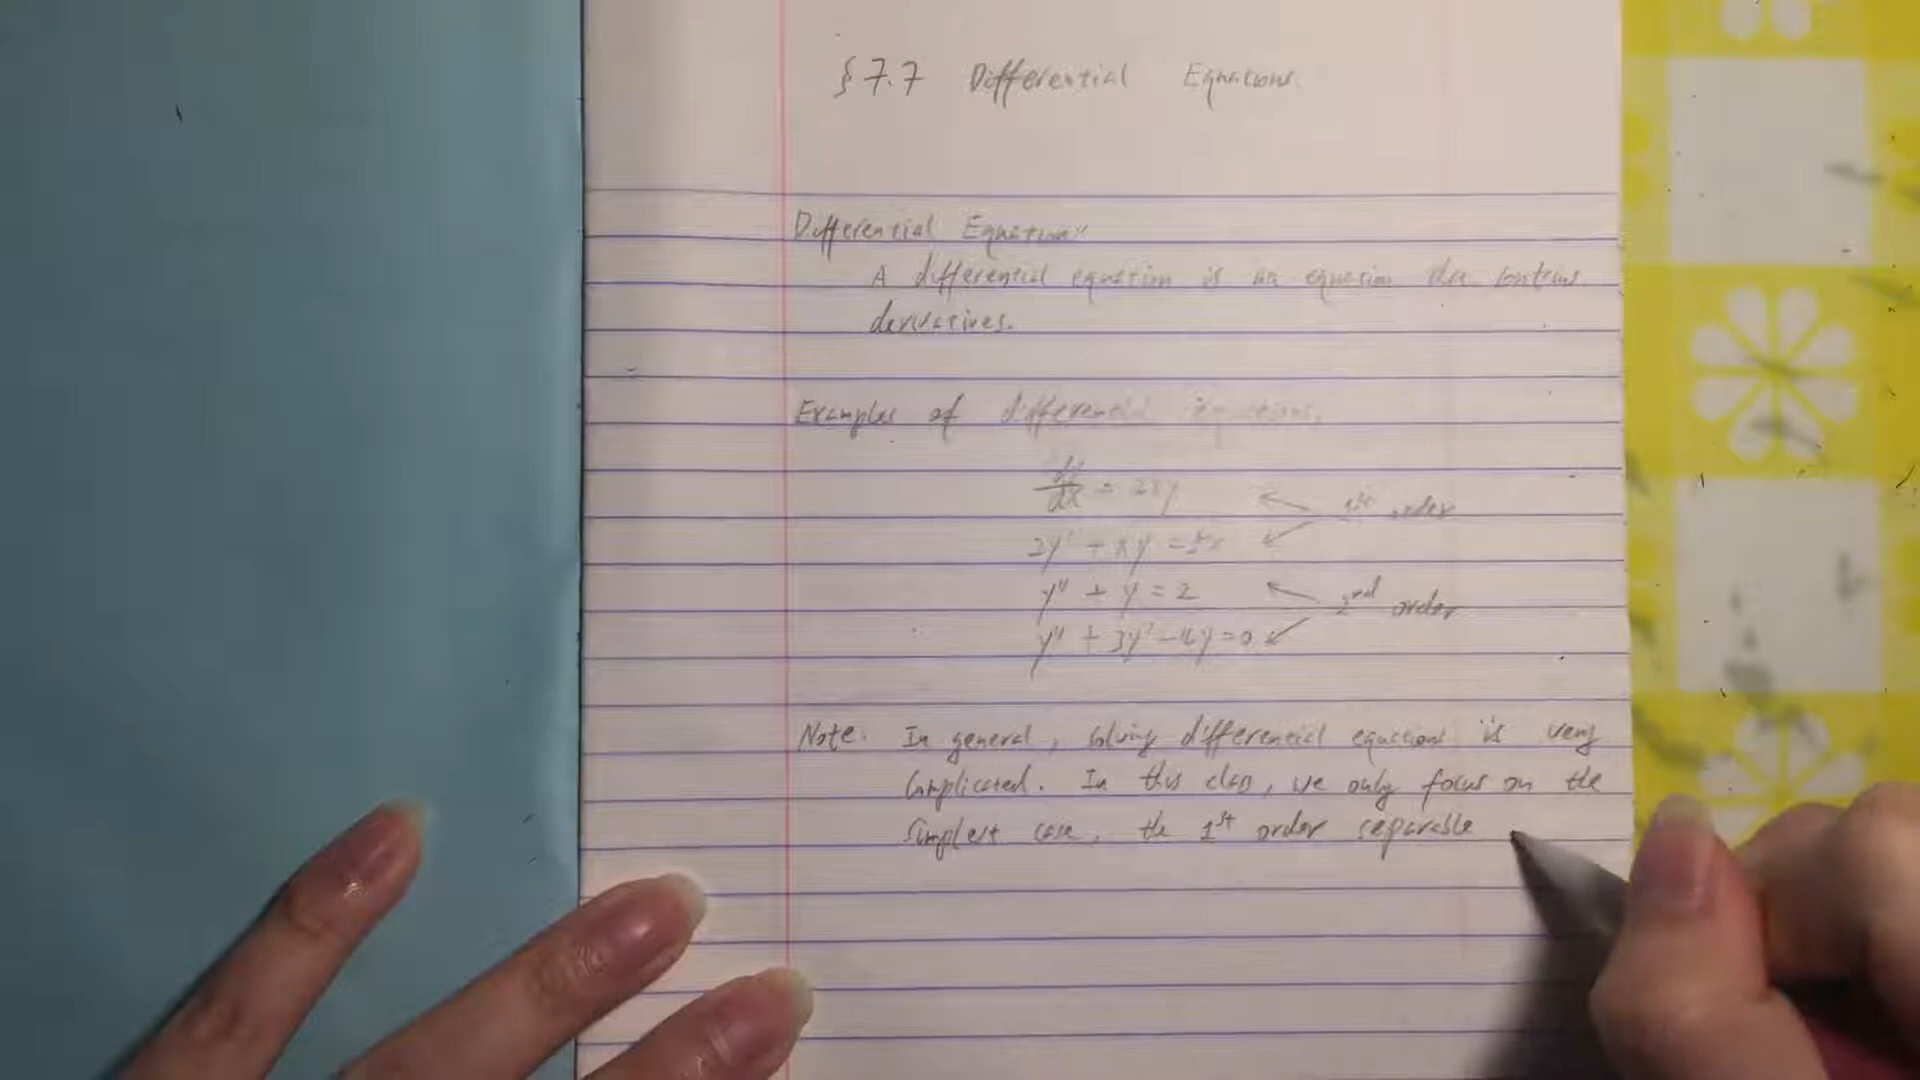 §7.7 Differential Equations.
Differential Equation:
A differential equation is an equation that contains
derivatives.
Examples of differential equations.
dy/dx = 2xy
1st order
2y' + xy =
y" + y = 2
2nd order
y" + 3y' - 4y = 0
Note: In general, solving differential equations is very
complicated. In this class, we only focus on the
simplest case, the 1st order separable